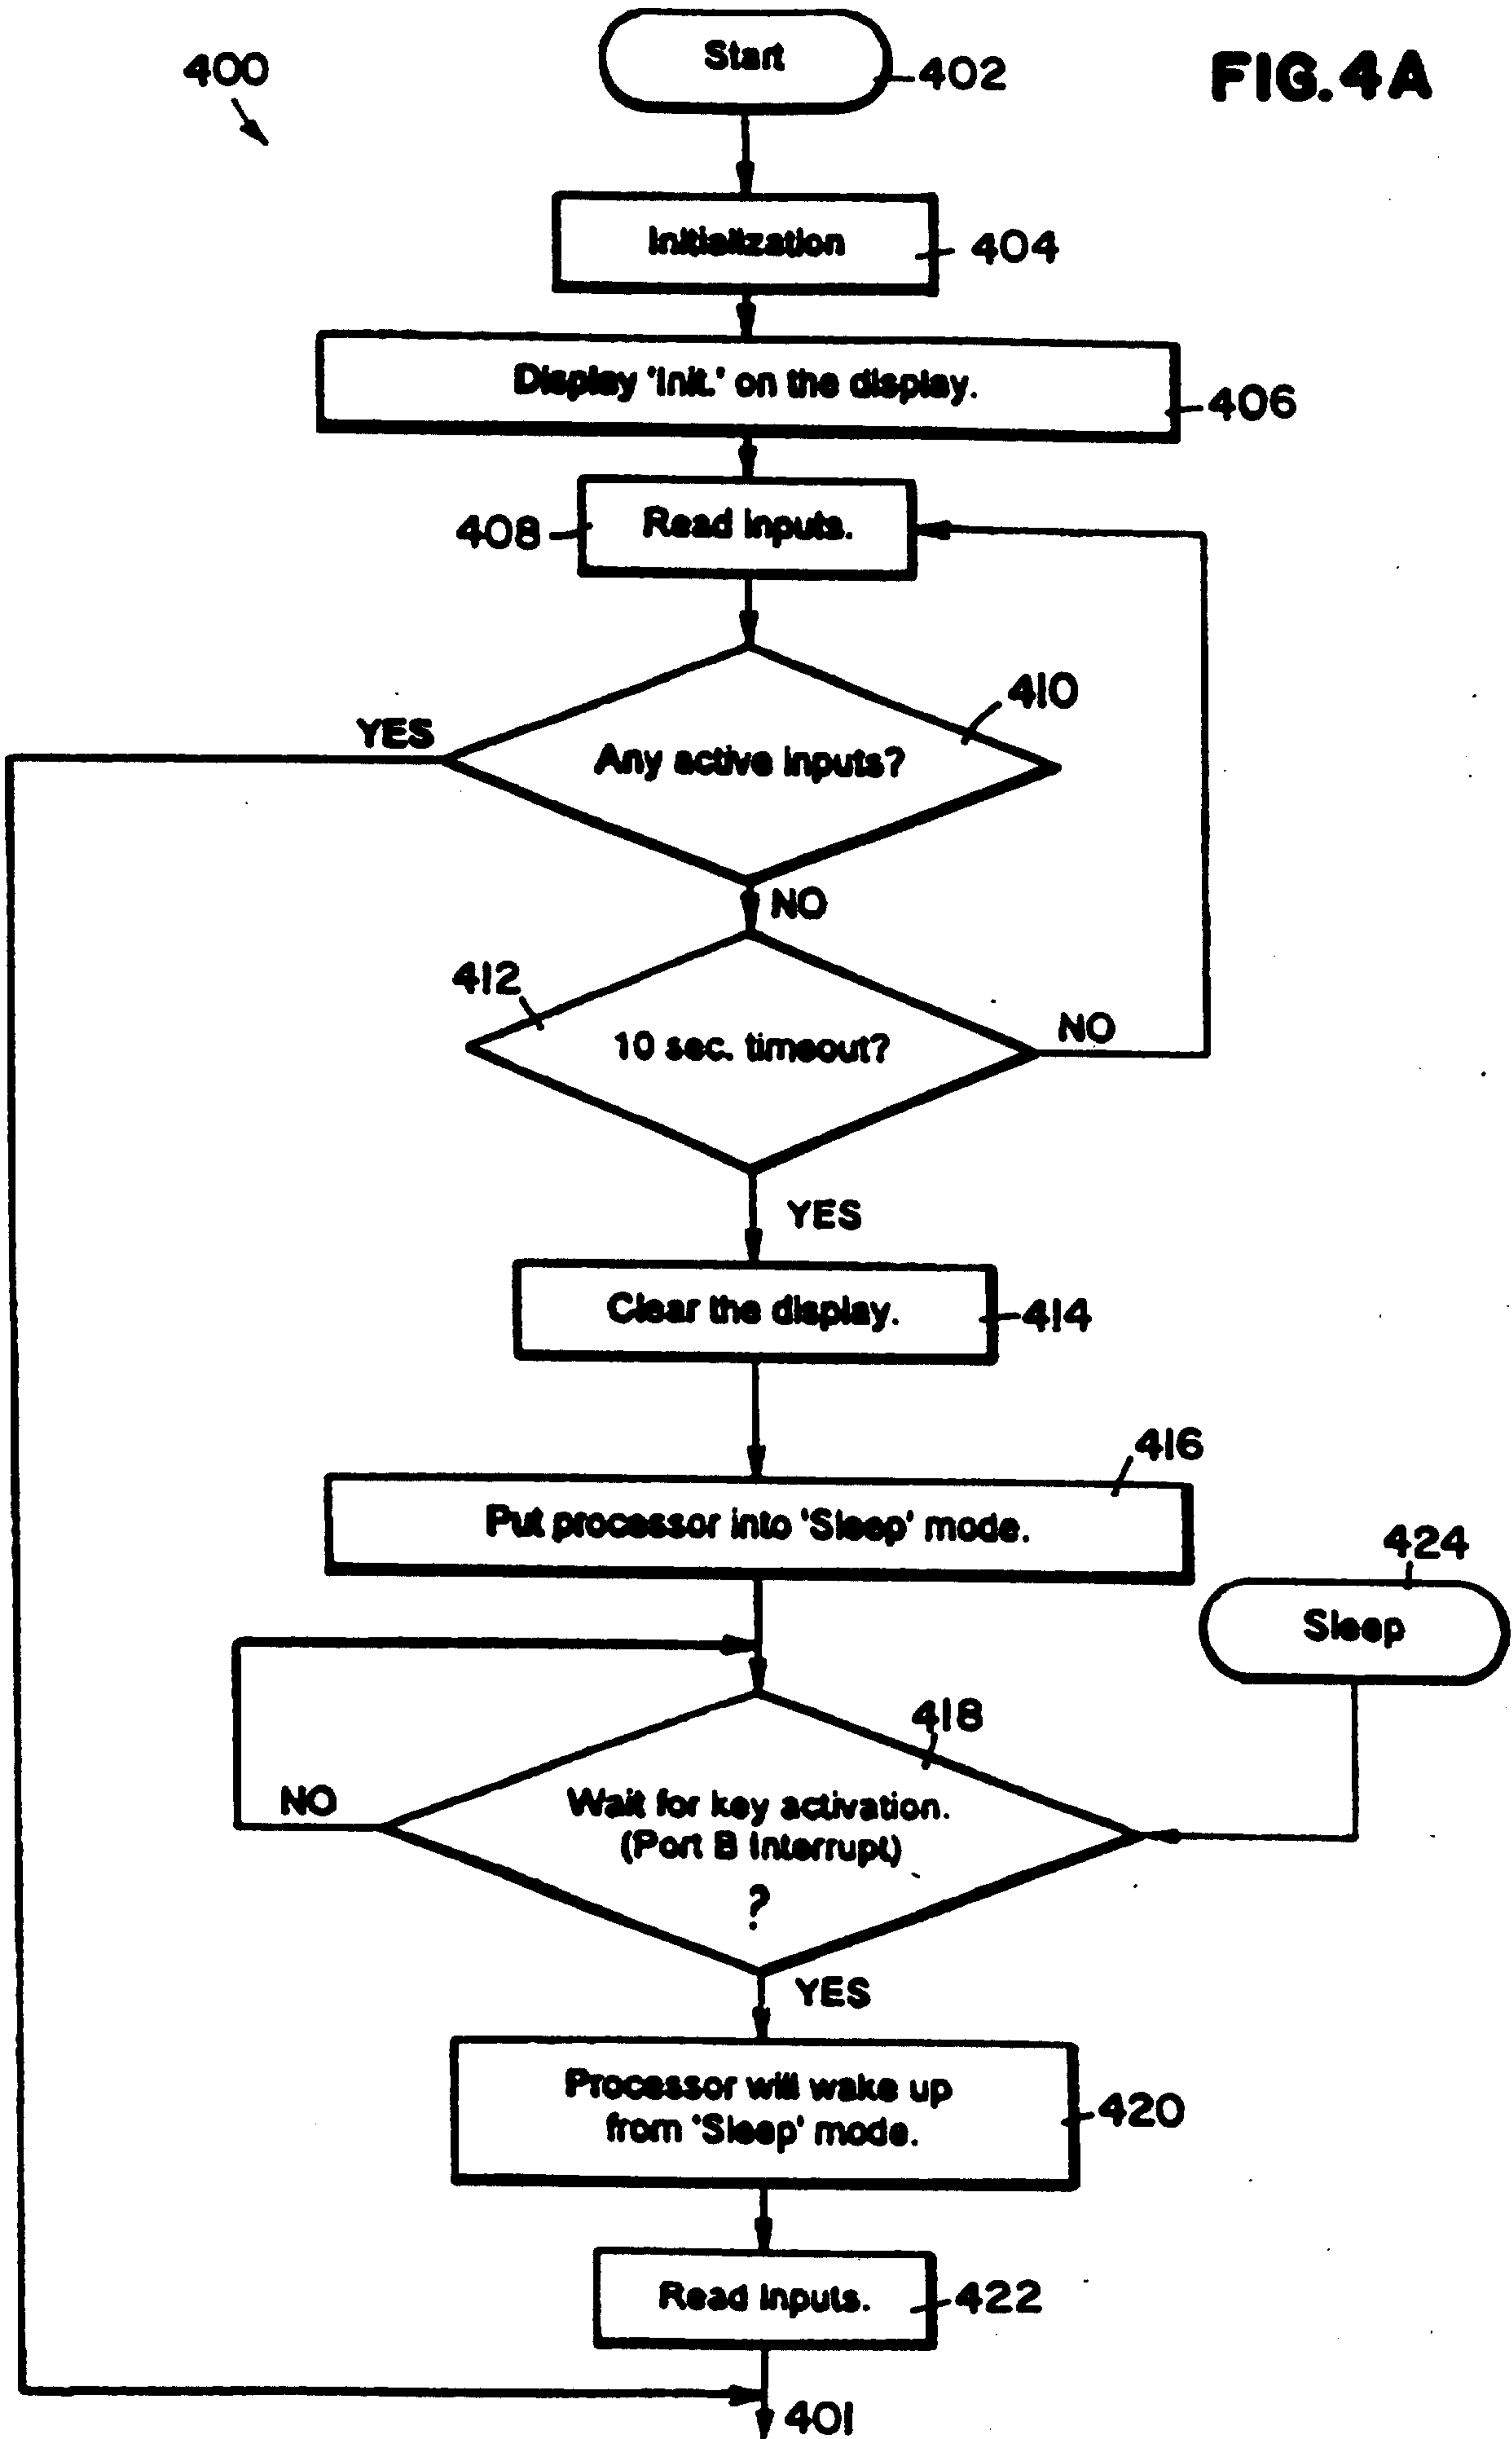 400
Start
402
FIG. 4A
Initialization
404
Display 'Init.' on the display.
406
408
Read inputs.
410
YES
Any active inputs?
NO
412
10 sec. timeout?
NO
YES
Clear the display.
414
416
Put processor into 'Sleep' mode.
424
Sleep
418
NO
Wait for key activation.
(Port B Interrupt)
?
YES
Processor will wake up
from 'Sleep' mode.
420
Read inputs.
422
401